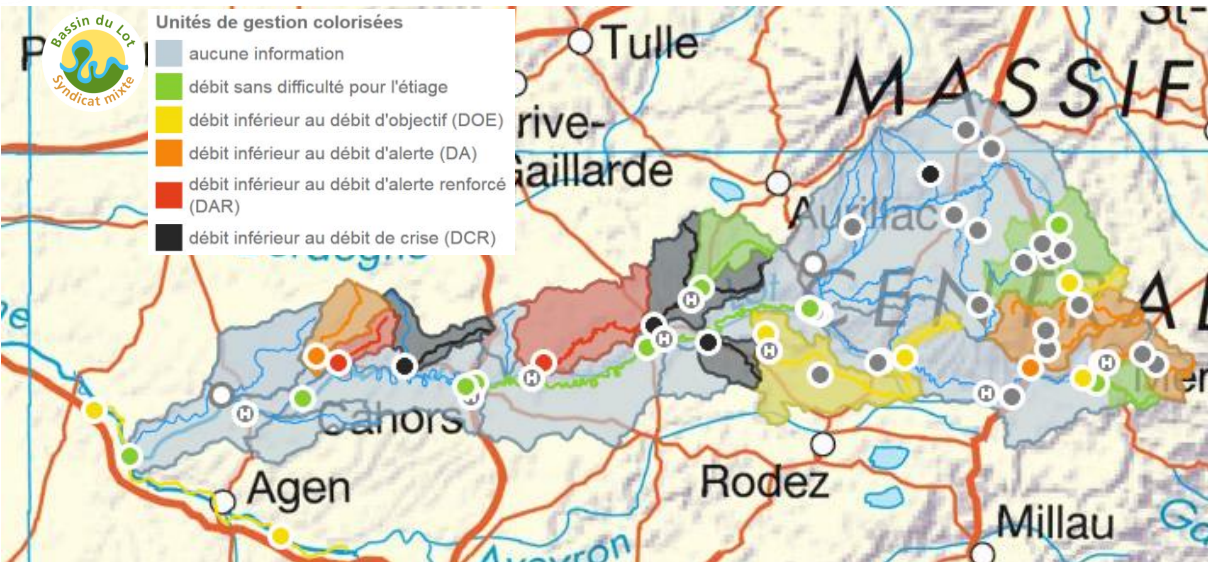 Bassin du Lot
Syndicat mixte
Unités de gestion colorisées
aucune information
débit sans difficulté pour l'étiage
débit inférieur au débit d'objectif (DOE)
débit inférieur au débit d'alerte (DA)
débit inférieur au débit d'alerte renforcé
(DAR)
débit inférieur au débit de crise (DCR)
Tulle
MASSIF
rive-
Gaillarde
Aurillac
CENTRAL
H
H
H
H
H
H
H
H
H
Cahors
Agen
Rodez
Millau
Aveyron